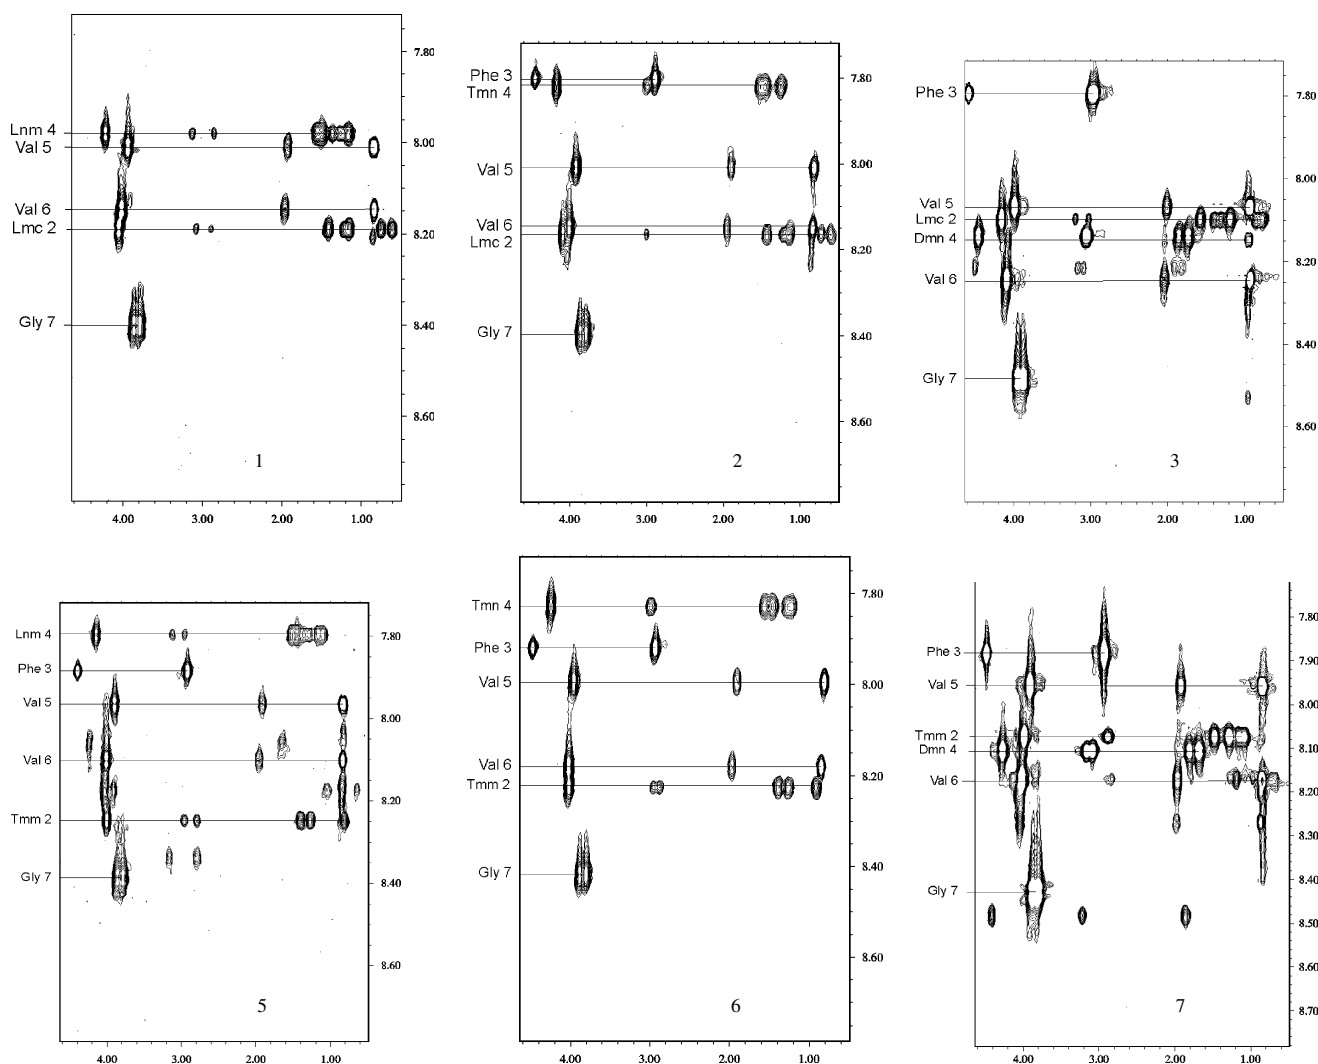 7.80
Lnm 4
8.00
Val 5
Val 6
Lmc 2
8.20
Gly 7
8.40
8.60
1
4.00 3.00 2.00 1.00
Phe 3
7.80
Tmn 4
Val 5
8.00
Val 6
8.20
Lmc 2
Gly 7
8.40
8.60
2
4.00 3.00 2.00 1.00
Phe 3
7.80
8.00
Val 5
Lmc 2
Dmn 4
8.20
Val 6
Gly 7
8.40
8.60
3
4.00 3.00 2.00 1.00
Lnm 4
7.80
Phe 3
Val 5
8.00
Val 6
8.20
Tmm 2
Gly 7
8.40
8.60
5
4.00 3.00 2.00 1.00
7.80
Tmn 4
Phe 3
Val 5
8.00
Val 6
8.20
Tmm 2
Gly 7
8.40
8.60
6
4.00 3.00 2.00 1.00
7.80
Phe 3
7.90
Val 5
8.00
Tmm 2
Dmn 4
8.10
Val 6
8.20
8.30
8.40
Gly 7
8.50
8.60
8.70
7
4.00 3.00 2.00 1.00